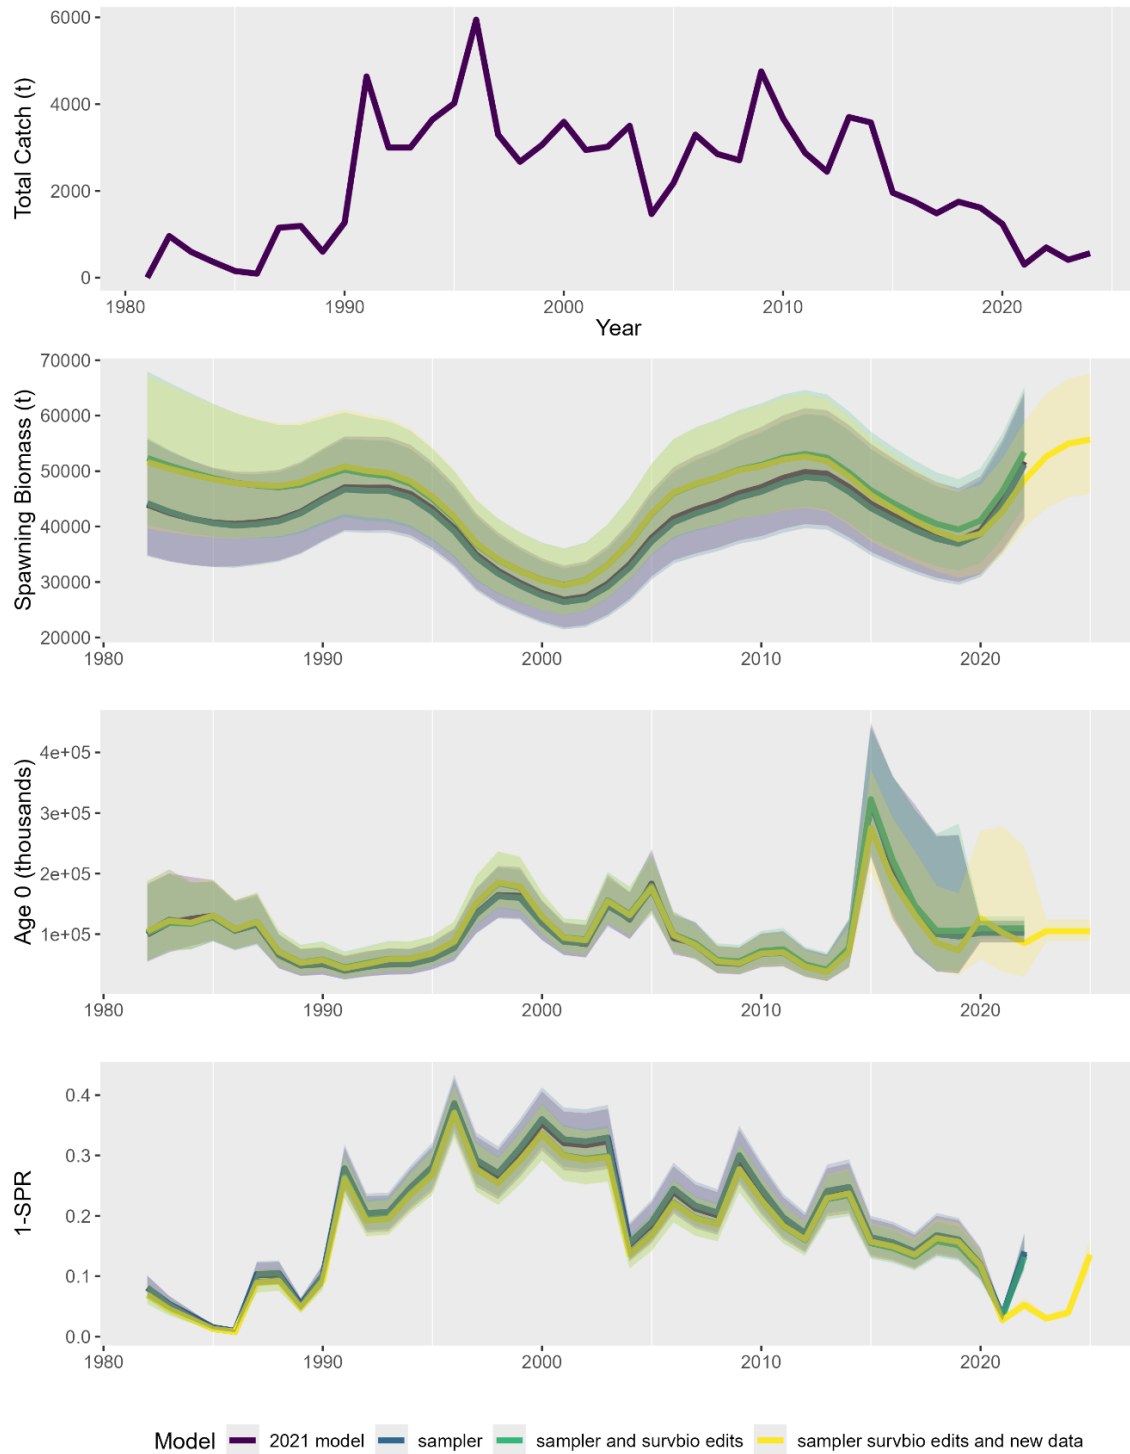 Total Catch (t)
6000
4000
2000
0
1980 1990 2000 2010 2020
Year
Spawning Biomass (t)
70000
60000
50000
40000
30000
20000
1980 1990 2000 2010 2020
Age 0 (thousands)
4e+05
3e+05
2e+05
1e+05
1980 1990 2000 2010 2020
1-SPR
0.4
0.3
0.2
0.1
0.0
1980 1990 2000 2010 2020
Model 2021 model sampler sampler and survbio edits sampler survbio edits and new data